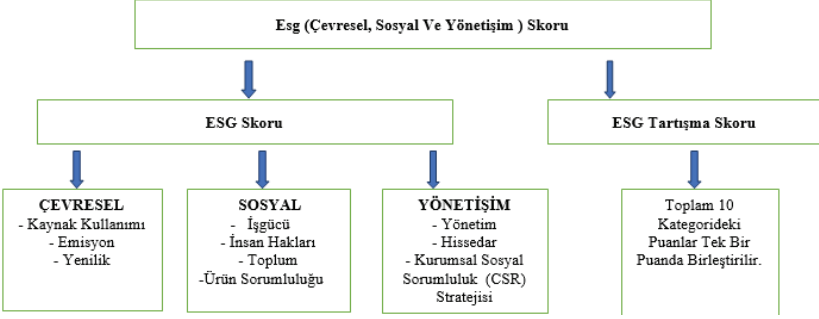 Esg (Çevresel, Sosyal Ve Yönetişim ) Skoru
ESG Skoru
ESG Tartışma Skoru
ÇEVRESEL
- Kaynak Kullanımı
- Emisyon
- Yenilik
SOSYAL
- İşgücü
- İnsan Hakları
- Toplum
-Ürün Sorumluluğu
YÖNETİŞİM
- Yönetim
- Hissedar
- Kurumsal Sosyal
Sorumluluk (CSR)
Stratejisi
Toplam 10
Kategorideki
Puanlar Tek Bir
Puanda Birleştirilir.